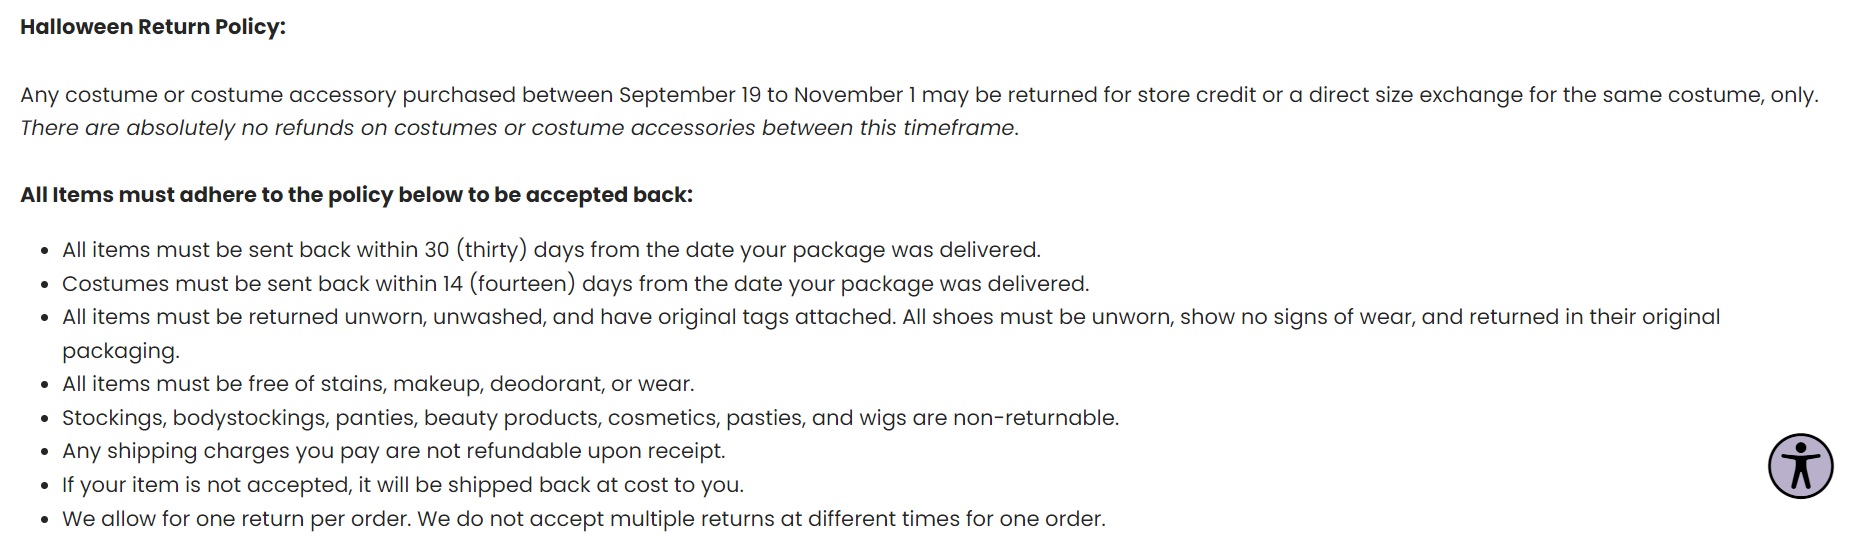 Halloween Return Policy:
Any costume or costume accessory purchased between September 19 to November 1 may be returned for store credit or a direct size exchange for the same costume, only.
There are absolutely no refunds on costumes or costume accessories between this timeframe.
All Items must adhere to the policy below to be accepted back:
• All items must be sent back within 30 (thirty) days from the date your package was delivered.
• Costumes must be sent back within 14 (fourteen) days from the date your package was delivered.
• All items must be returned unworn, unwashed, and have original tags attached. All shoes must be unworn, show no signs of wear, and returned in their original
packaging.
• All items must be free of stains, makeup, deodorant, or wear.
• Stockings, bodystockings, panties, beauty products, cosmetics, pasties, and wigs are non-returnable.
• Any shipping charges you pay are not refundable upon receipt.
• If your item is not accepted, it will be shipped back at cost to you.
• We allow for one return per order. We do not accept multiple returns at different times for one order.